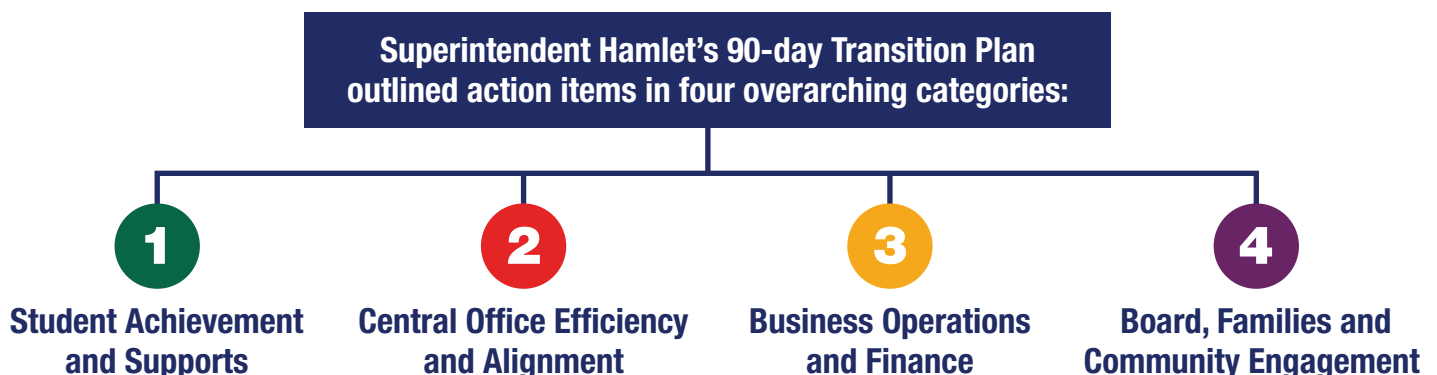 Superintendent Hamlet’s 90-day Transition Plan
outlined action items in four overarching categories:
1
Student Achievement
and Supports
2
Central Office Efficiency
and Alignment
3
Business Operations
and Finance
4
Board, Families and
Community Engagement